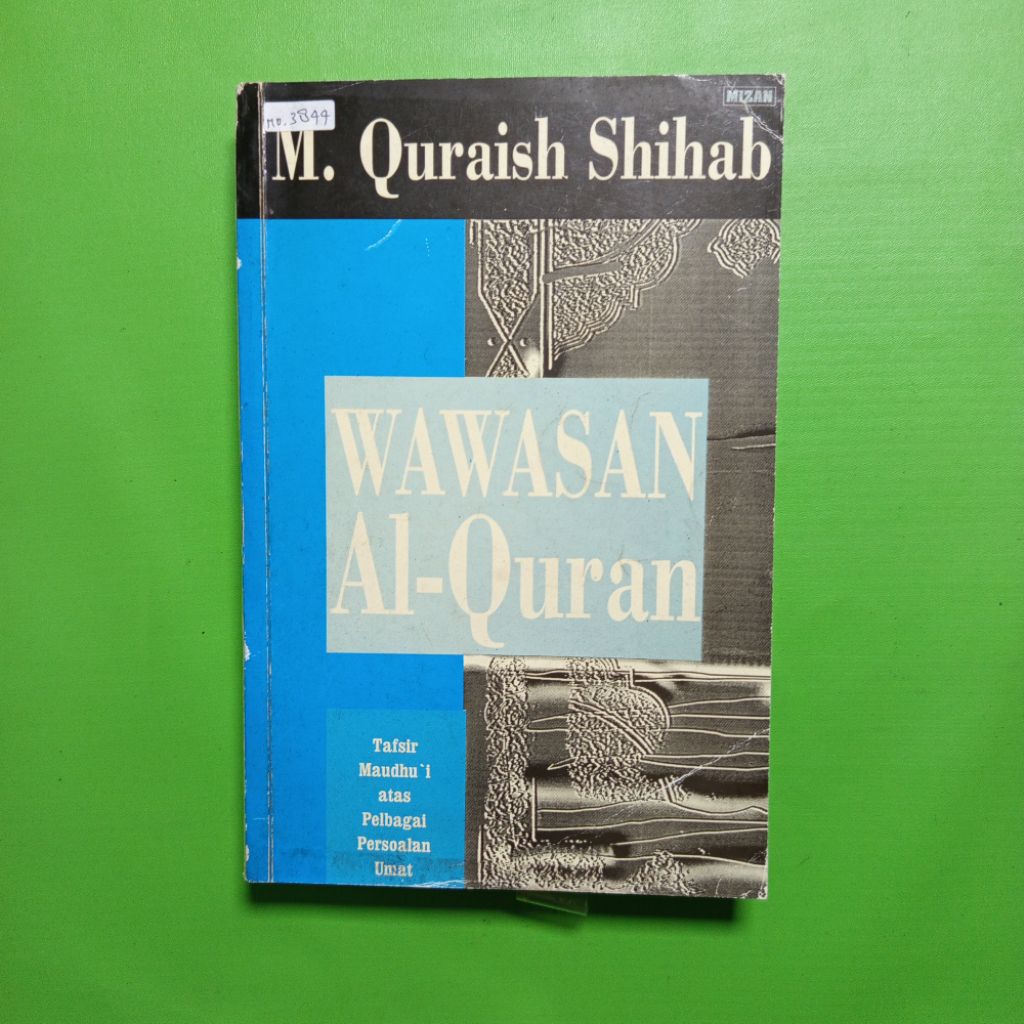 MIZAN
no. 3844
M. Quraish Shihab
WAWASAN
Al-Quran
Tafsir
Maudhu`i
atas
Pelbagai
Persoalan
Umat